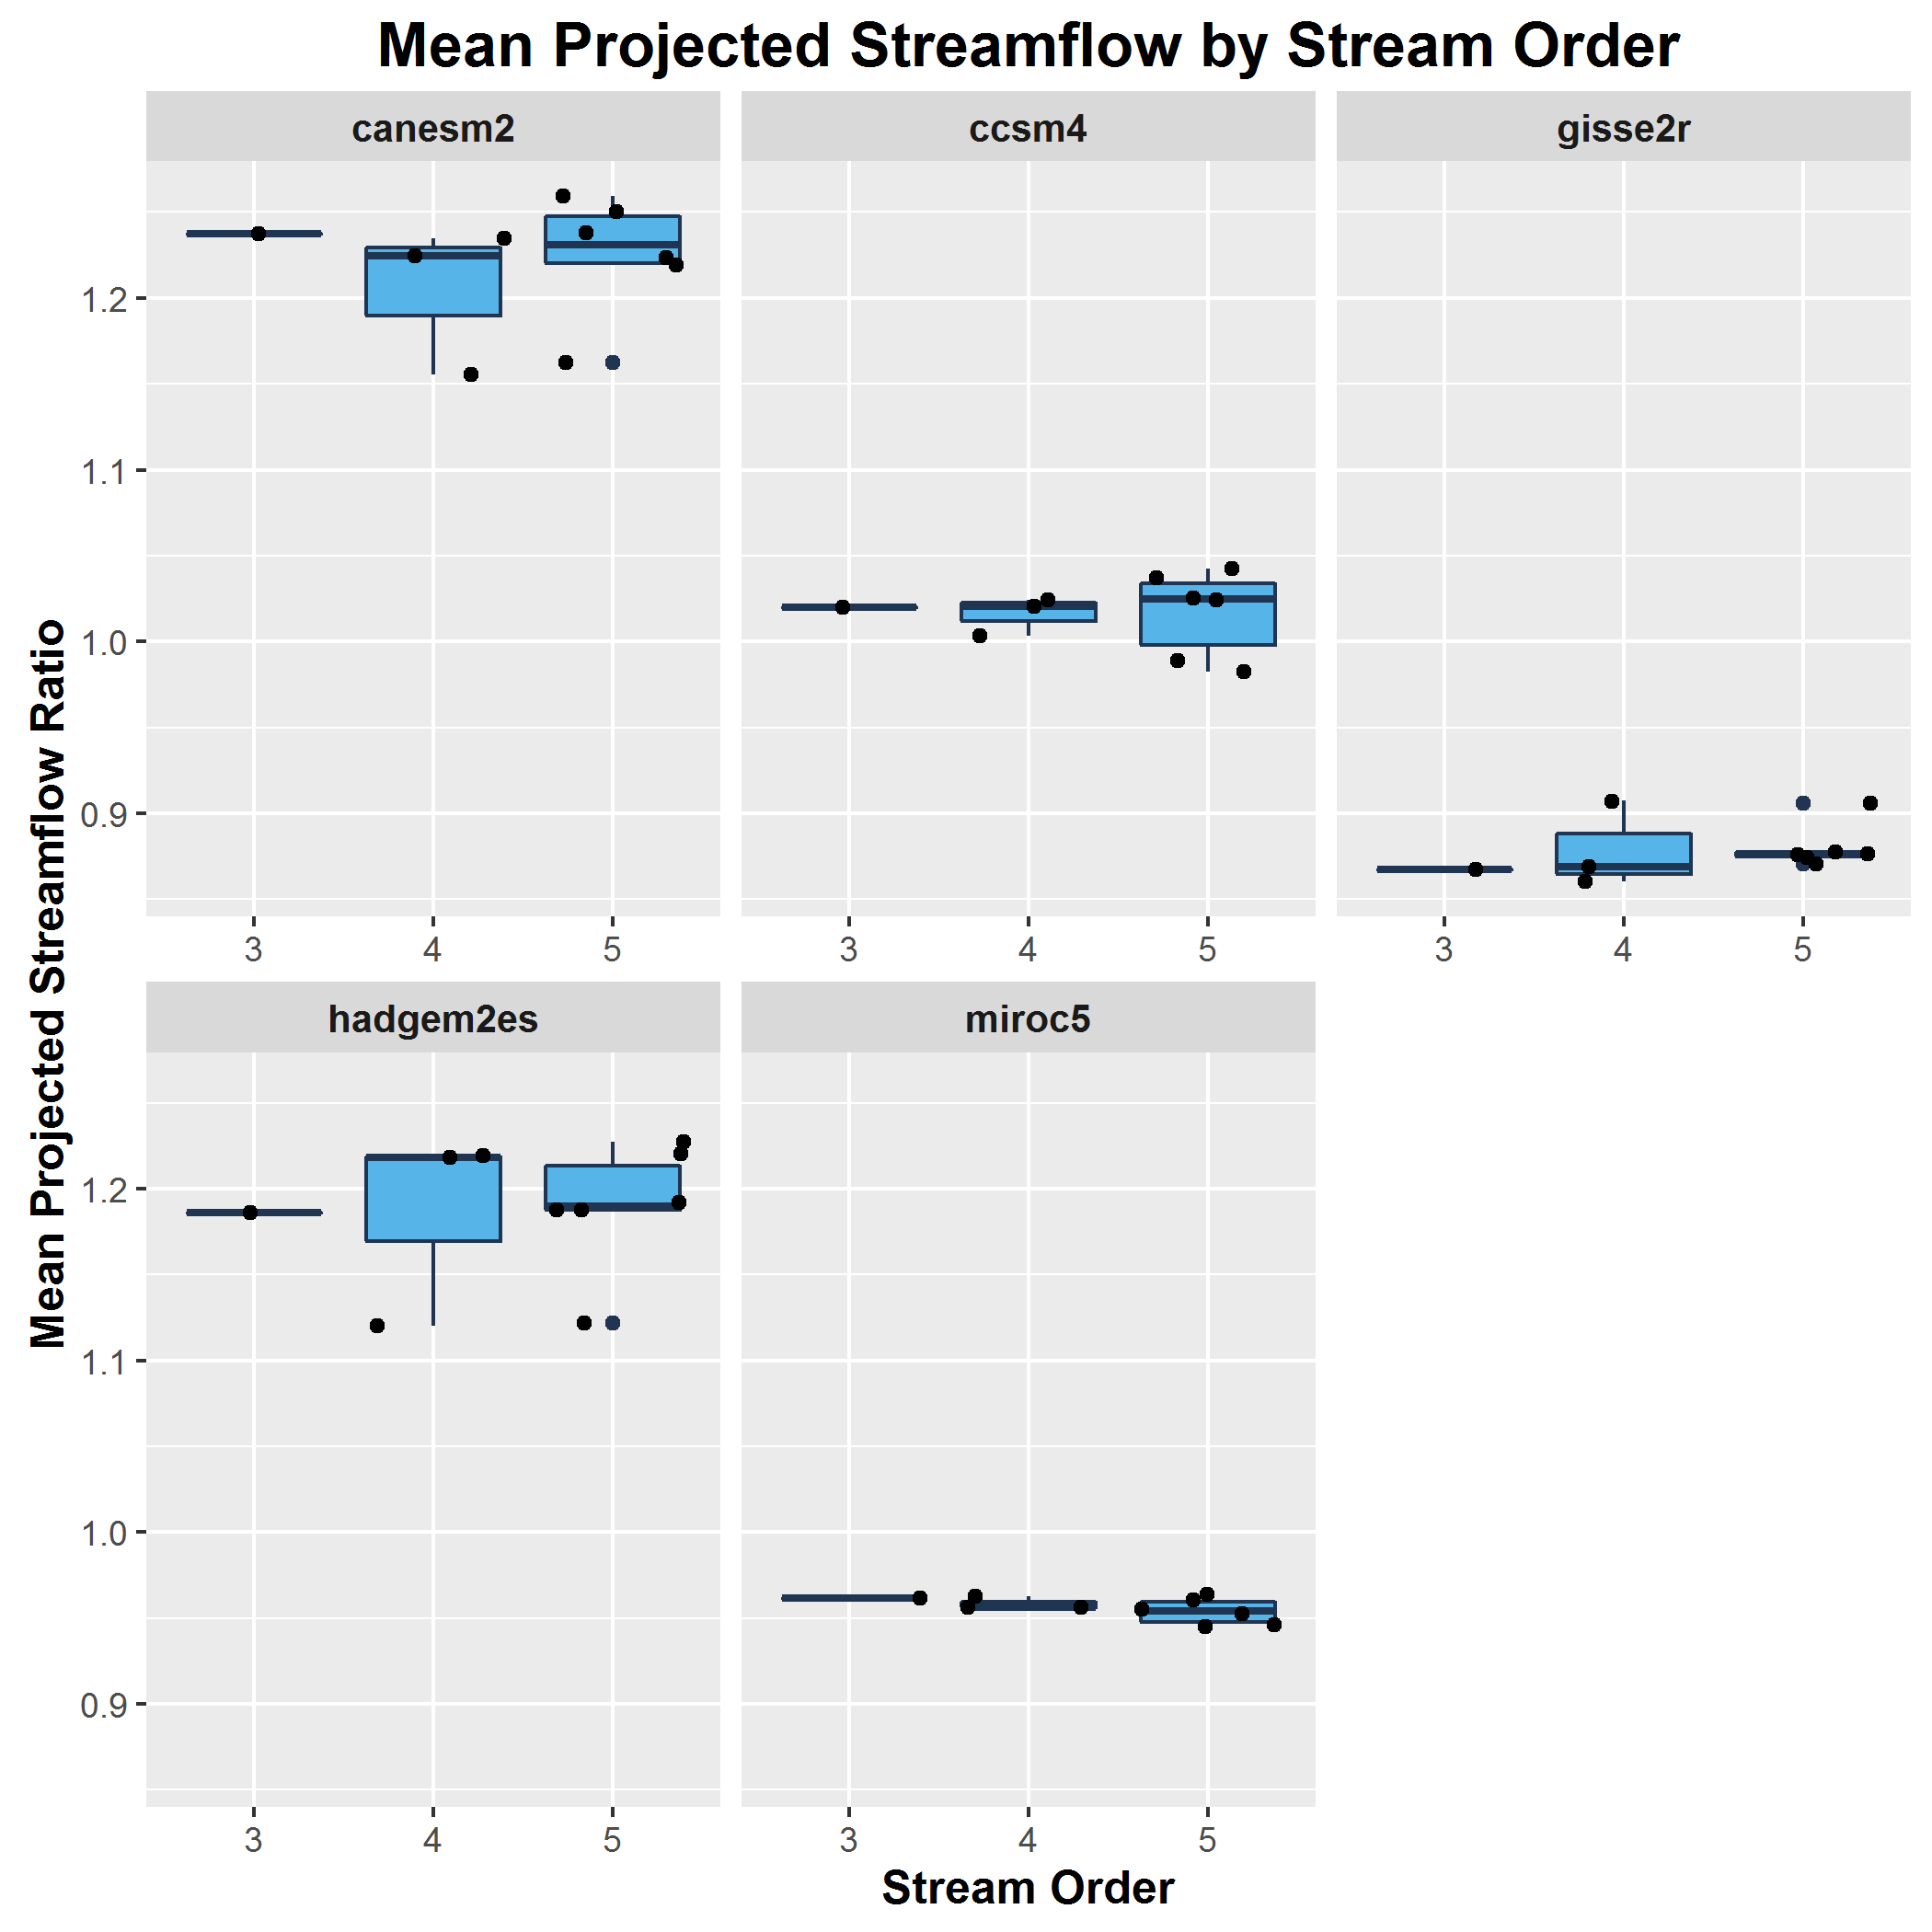 Mean Projected Streamflow by Stream Order
canesm2 ccsm4 gisse2r
1.2
1.1
1.0
0.9
3 4 5 3 4 5 3 4 5
Mean Projected Streamflow Ratio
hadgem2es miroc5
1.2
1.1
1.0
0.9
3 4 5 3 4 5
Stream Order